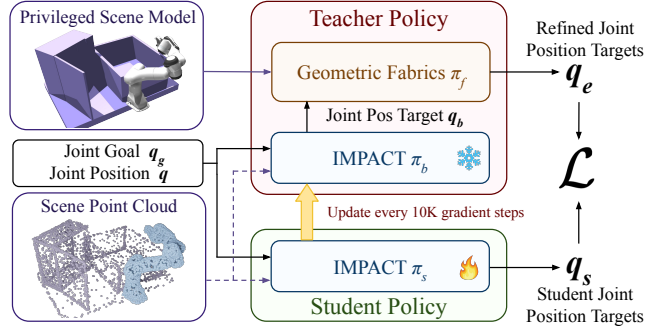 Privileged Scene Model
Teacher Policy
Geometric Fabrics π_f
Refined Joint
Position Targets
q_e
Joint Pos Target q_b
Joint Goal q_g
Joint Position q
IMPACT π_b
ℒ
Scene Point Cloud
Update every 10K gradient steps
IMPACT π_s
Student Policy
q_s
Student Joint
Position Targets